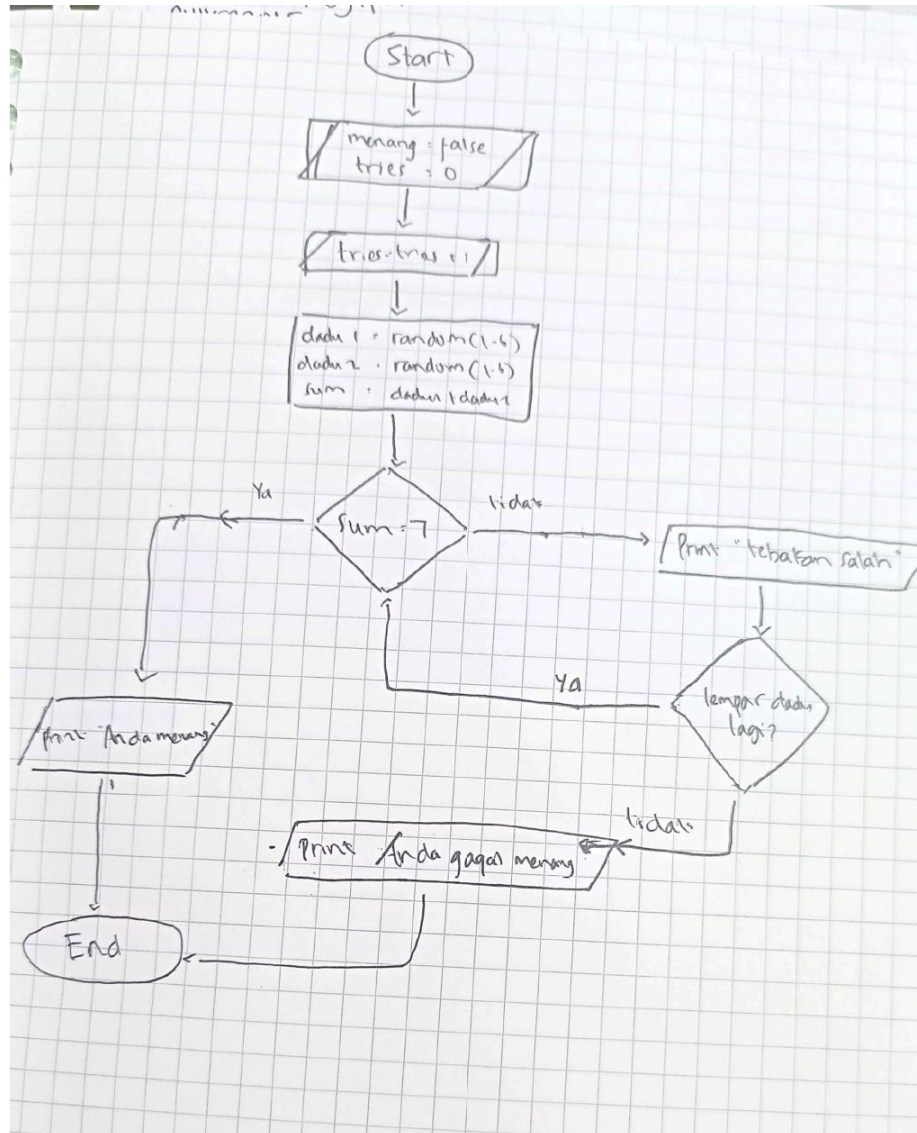 Start
menang = false
tries = 0
tries = tries + 1
dadu 1 = random(1-6)
dadu 2 = random(1-6)
sum = dadu1 + dadu2
Ya
sum = 7
tidak
Print "tebakan salah"
Ya
lempar dadu
lagi?
Print "Anda menang"
tidak
Print Anda gagal menang
End